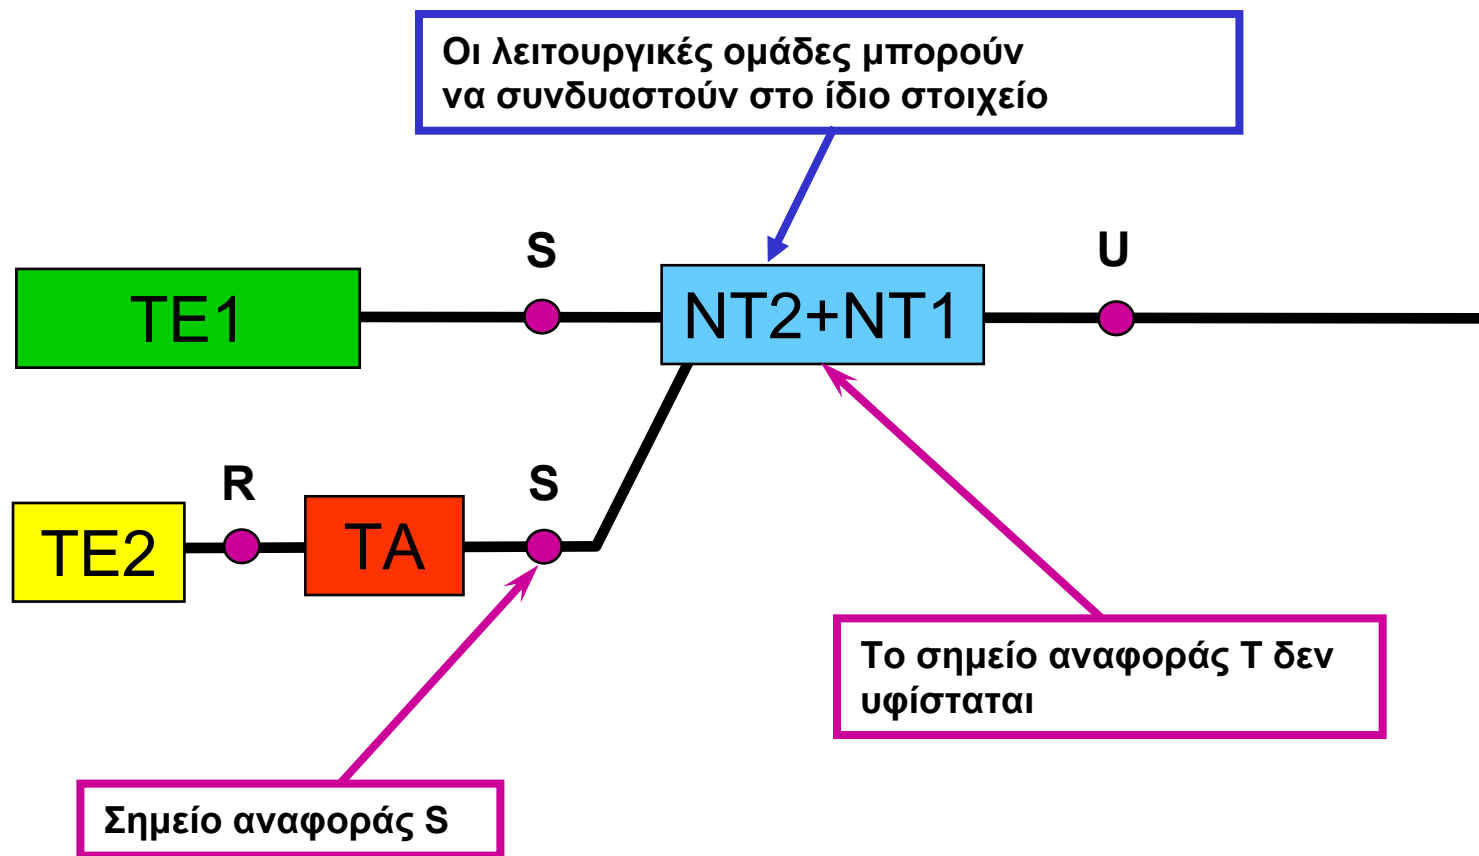 Οι λειτουργικές ομάδες μπορούν
να συνδυαστούν στο ίδιο στοιχείο
S
U
TE1
NT2+NT1
R
S
TE2
TA
Το σημείο αναφοράς Τ δεν
υφίσταται
Σημείο αναφοράς S